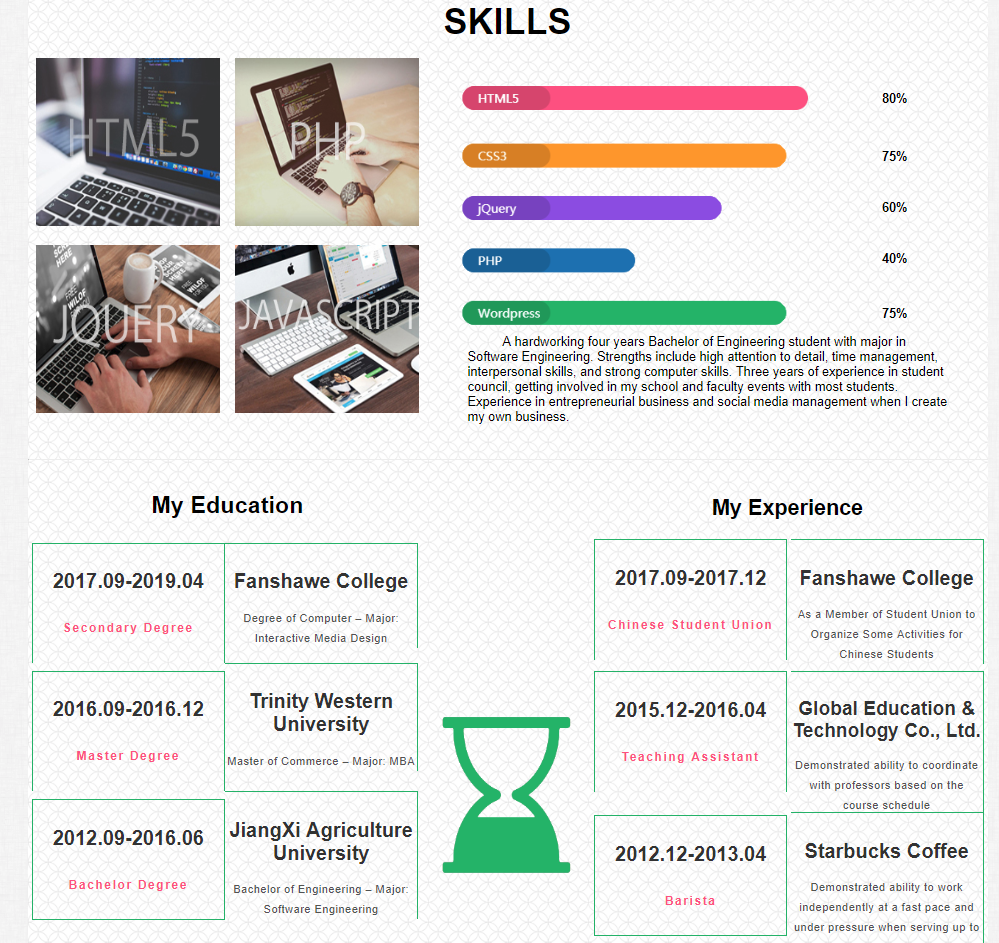 SKILLS
HTML5
PHP
JQUERY
JAVASCRIPT
HTML5 80%
CSS3 75%
jQuery 60%
PHP 40%
Wordpress 75%
A hardworking four years Bachelor of Engineering student with major in
Software Engineering. Strengths include high attention to detail, time management,
interpersonal skills, and strong computer skills. Three years of experience in student
council, getting involved in my school and faculty events with most students.
Experience in entrepreneurial business and social media management when I create
my own business.
My Education
2017.09-2019.04
Secondary Degree
Fanshawe College
Degree of Computer – Major:
Interactive Media Design
2016.09-2016.12
Master Degree
Trinity Western
University
Master of Commerce – Major: MBA
2012.09-2016.06
Bachelor Degree
JiangXi Agriculture
University
Bachelor of Engineering – Major:
Software Engineering
My Experience
2017.09-2017.12
Chinese Student Union
Fanshawe College
As a Member of Student Union to
Organize Some Activities for
Chinese Students
2015.12-2016.04
Teaching Assistant
Global Education &
Technology Co., Ltd.
Demonstrated ability to coordinate
with professors based on the
course schedule
2012.12-2013.04
Barista
Starbucks Coffee
Demonstrated ability to work
independently at a fast pace and
under pressure when serving up to